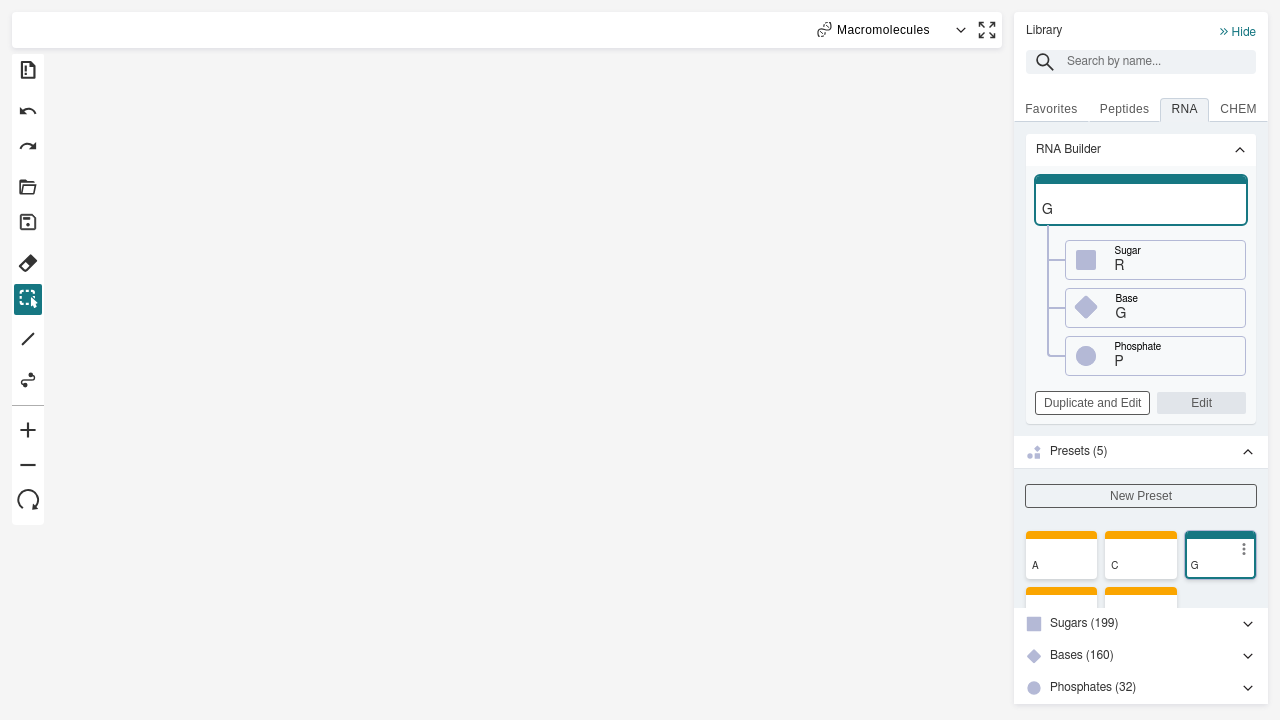 Macromolecules
Library
Hide
Search by name...
Favorites
Peptides
RNA
CHEM
RNA Builder
G
Sugar
R
Base
G
Phosphate
P
Duplicate and Edit
Edit
Presets (5)
New Preset
A
C
G
Sugars (199)
Bases (160)
Phosphates (32)